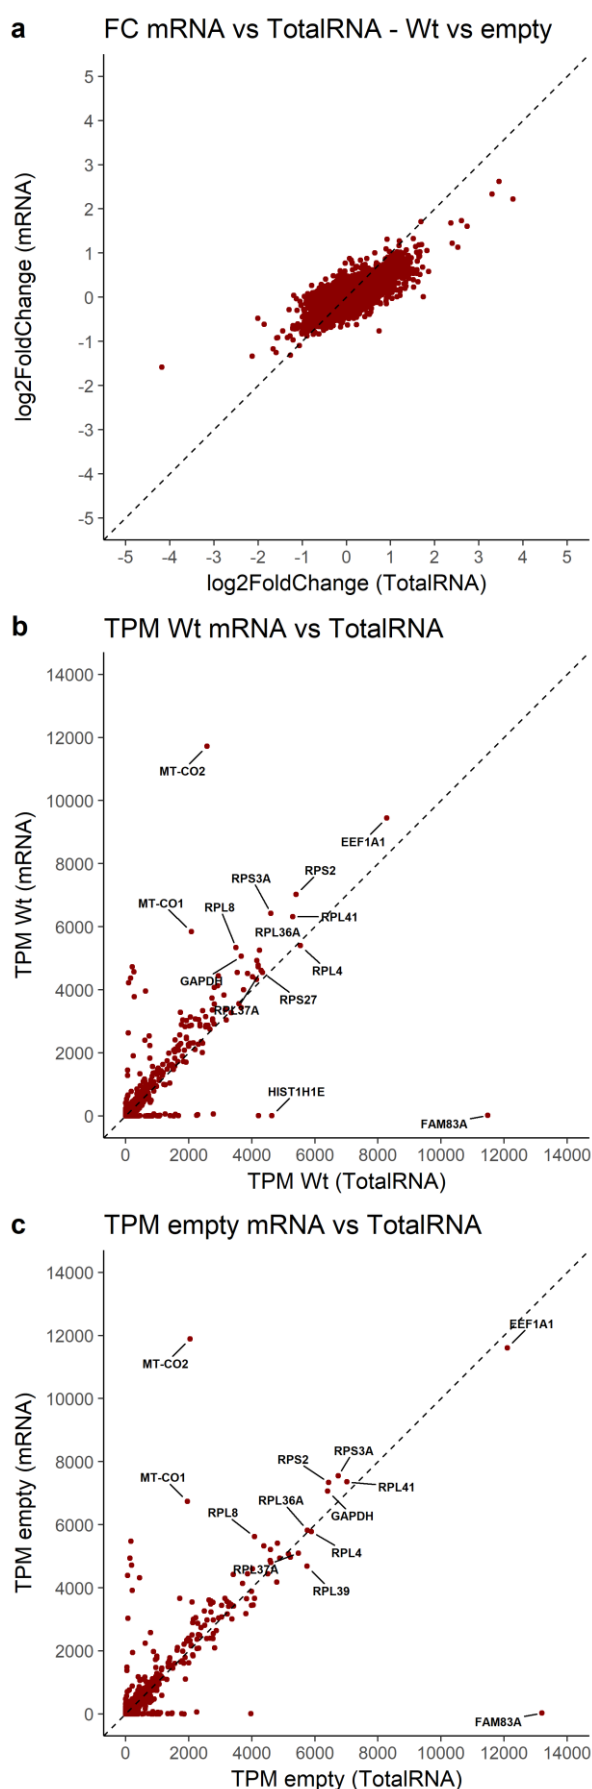 a FC mRNA vs TotalRNA - Wt vs empty
log2FoldChange (mRNA)
5
4
3
2
1
0
-1
-2
-3
-4
-5
-5 -4 -3 -2 -1 0 1 2 3 4 5
log2FoldChange (TotalRNA)
b TPM Wt mRNA vs TotalRNA
TPM Wt (mRNA)
14000
12000
10000
8000
6000
4000
2000
0
MT-CO2
EEF1A1
RPS2
RPS3A
MT-CO1
RPL8
RPL41
RPL36A
RPL4
GAPDH
RPS27
RPL37A
HIST1H1E
FAM83A
0 2000 4000 6000 8000 10000 12000 14000
TPM Wt (TotalRNA)
c TPM empty mRNA vs TotalRNA
TPM empty (mRNA)
14000
12000
10000
8000
6000
4000
2000
0
EEF1A1
MT-CO2
RPS3A
RPS2
MT-CO1
RPL41
RPL36A
RPL8
GAPDH
RPL4
RPL37A
RPL39
FAM83A
0 2000 4000 6000 8000 10000 12000 14000
TPM empty (TotalRNA)